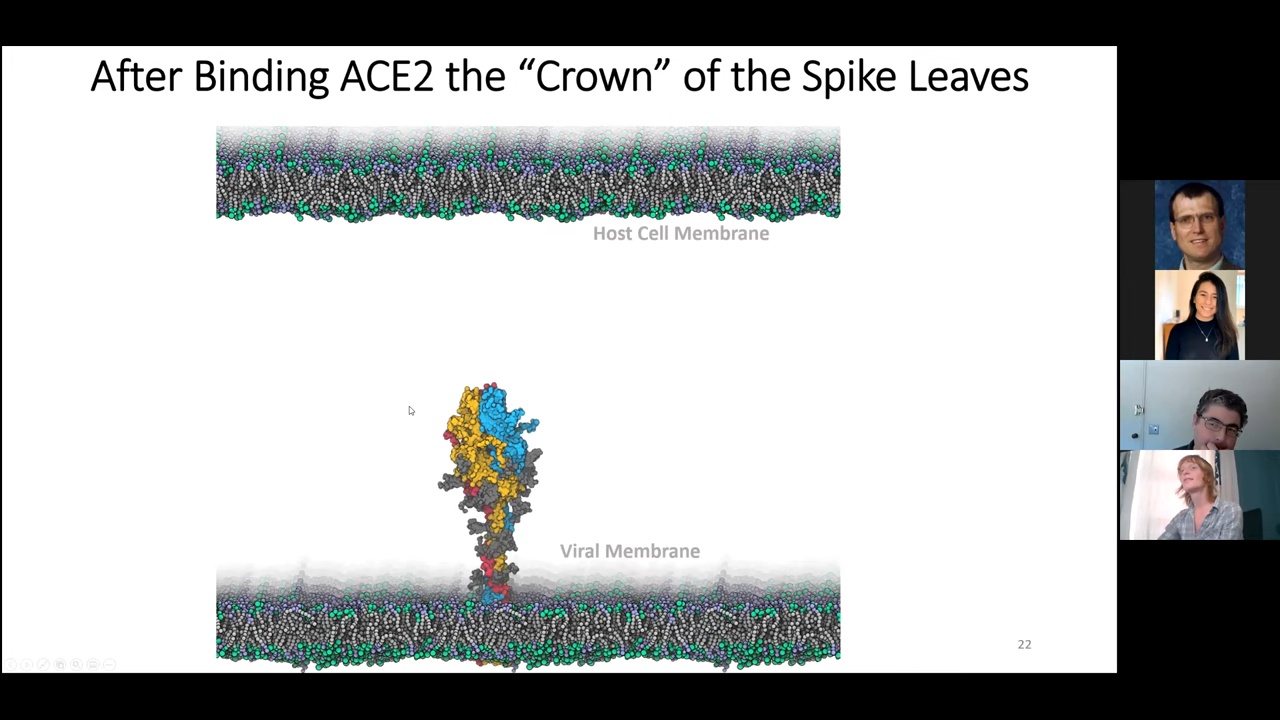 After Binding ACE2 the “Crown” of the Spike Leaves
Host Cell Membrane
Viral Membrane
22